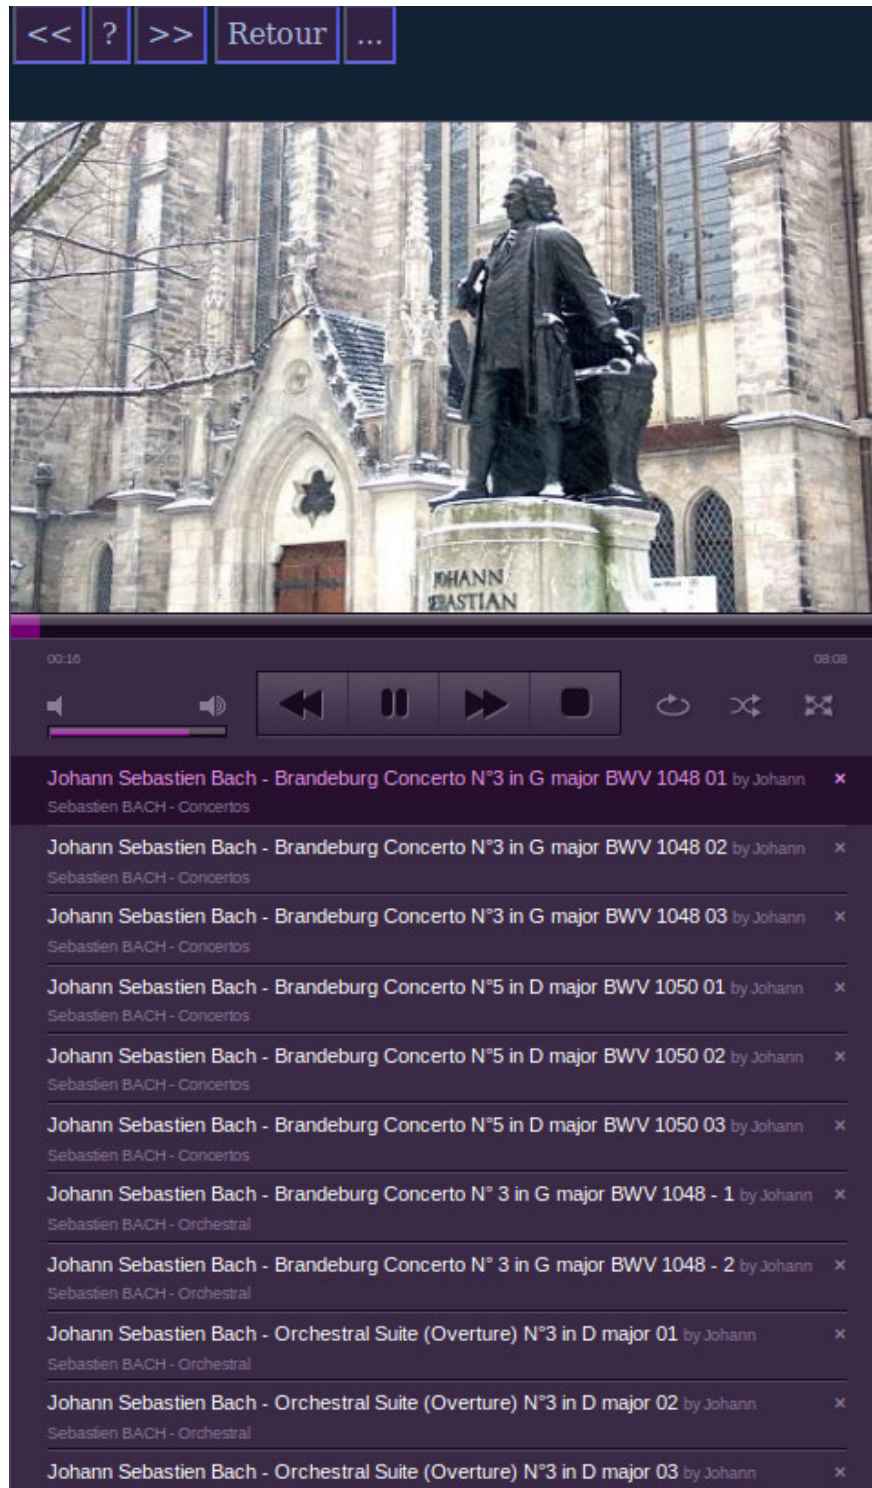 << ? >> Retour ...
JOHANN
SEBASTIAN
00:16 08:08
Johann Sebastien Bach - Brandeburg Concerto N°3 in G major BWV 1048 01 by Johann ×
Sebastien BACH - Concertos
Johann Sebastien Bach - Brandeburg Concerto N°3 in G major BWV 1048 02 by Johann ×
Sebastien BACH - Concertos
Johann Sebastien Bach - Brandeburg Concerto N°3 in G major BWV 1048 03 by Johann ×
Sebastien BACH - Concertos
Johann Sebastien Bach - Brandeburg Concerto N°5 in D major BWV 1050 01 by Johann ×
Sebastien BACH - Concertos
Johann Sebastien Bach - Brandeburg Concerto N°5 in D major BWV 1050 02 by Johann ×
Sebastien BACH - Concertos
Johann Sebastien Bach - Brandeburg Concerto N°5 in D major BWV 1050 03 by Johann ×
Sebastien BACH - Concertos
Johann Sebastien Bach - Brandeburg Concerto N° 3 in G major BWV 1048 - 1 by Johann ×
Sebastien BACH - Orchestral
Johann Sebastien Bach - Brandeburg Concerto N° 3 in G major BWV 1048 - 2 by Johann ×
Sebastien BACH - Orchestral
Johann Sebastien Bach - Orchestral Suite (Overture) N°3 in D major 01 by Johann ×
Sebastien BACH - Orchestral
Johann Sebastien Bach - Orchestral Suite (Overture) N°3 in D major 02 by Johann ×
Sebastien BACH - Orchestral
Johann Sebastien Bach - Orchestral Suite (Overture) N°3 in D major 03 by Johann ×